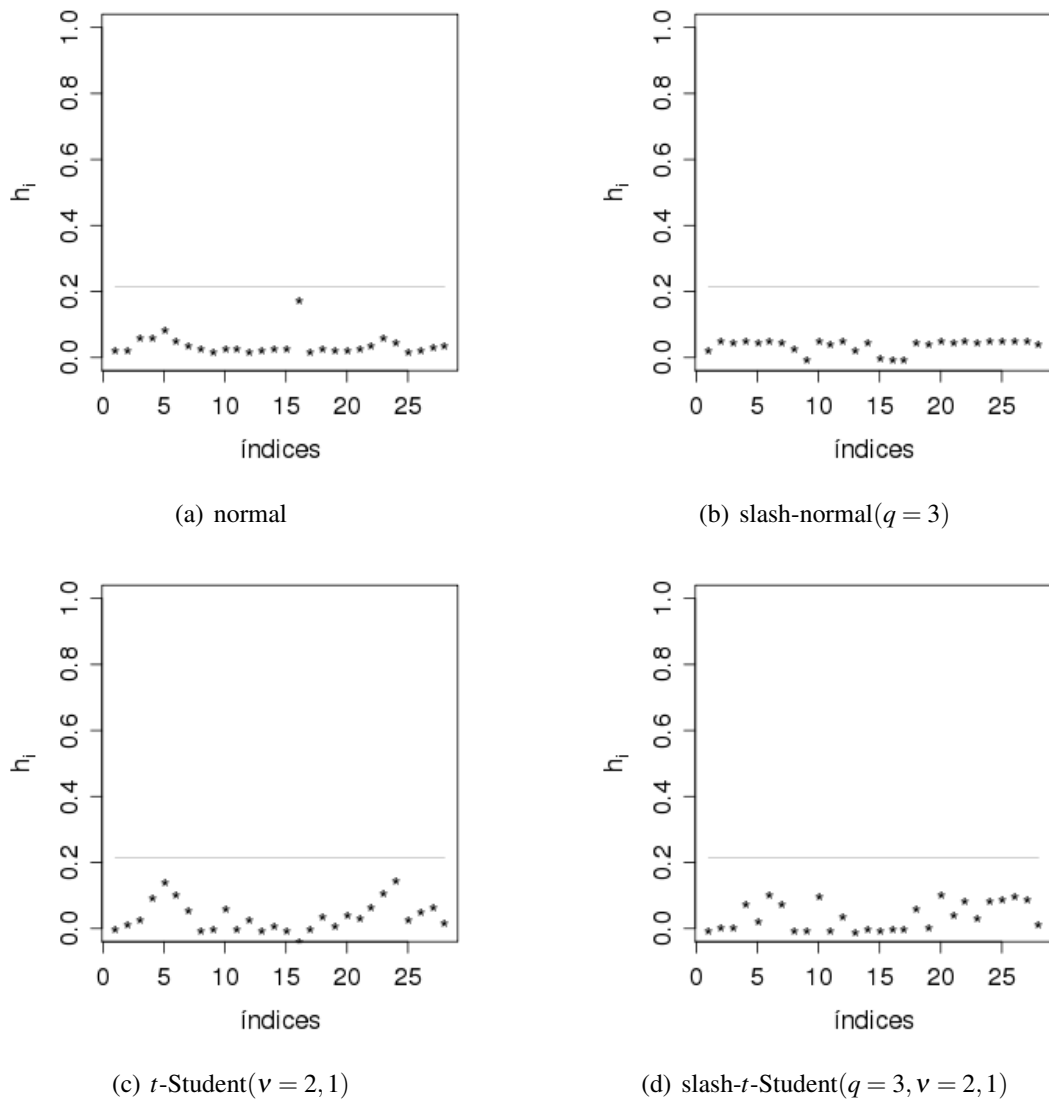 1.0
0.8
0.6
0.4
0.2
0.0
h_i
0 5 10 15 20 25
índices
(a) normal
1.0
0.8
0.6
0.4
0.2
0.0
h_i
0 5 10 15 20 25
índices
(b) slash-normal(q = 3)
1.0
0.8
0.6
0.4
0.2
0.0
h_i
0 5 10 15 20 25
índices
(c) t-Student(ν = 2,1)
1.0
0.8
0.6
0.4
0.2
0.0
h_i
0 5 10 15 20 25
índices
(d) slash-t-Student(q = 3, ν = 2,1)